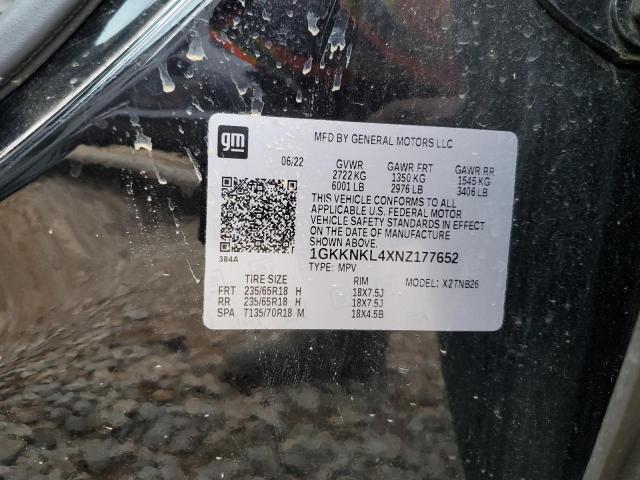 gm
MFD BY GENERAL MOTORS LLC
06/22 GVWR GAWR FRT GAWR RR
2722 KG 1350 KG 1545 KG
6001 LB 2976 LB 3406 LB
THIS VEHICLE CONFORMS TO ALL
APPLICABLE U.S. FEDERAL MOTOR
VEHICLE SAFETY STANDARDS IN EFFECT
ON THE DATE OF MANUFACTURE
SHOWN ABOVE.
384A 1GKKNKL4XNZ177652
TYPE: MPV
TIRE SIZE RIM MODEL: X2TNB26
FRT 235/65R18 H 18X7.5J
RR 235/65R18 H 18X7.5J
SPA T135/70R18 M 18X4.5B